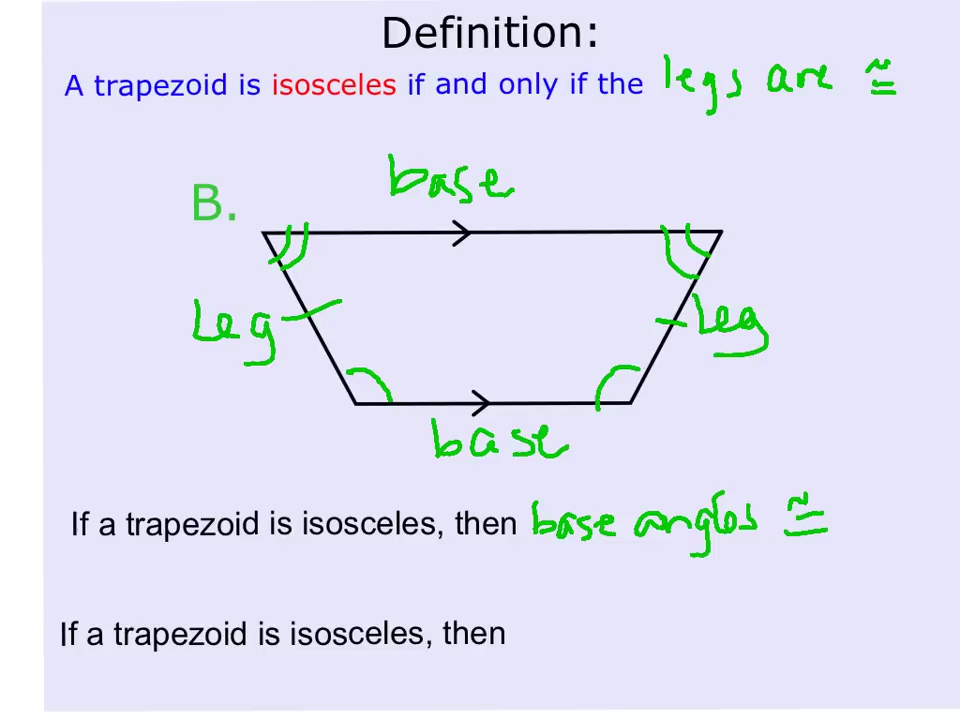 Definition:
A trapezoid is isosceles if and only if the legs are ≅
base
B.
leg
leg
base
If a trapezoid is isosceles, then base angles ≅
If a trapezoid is isosceles, then